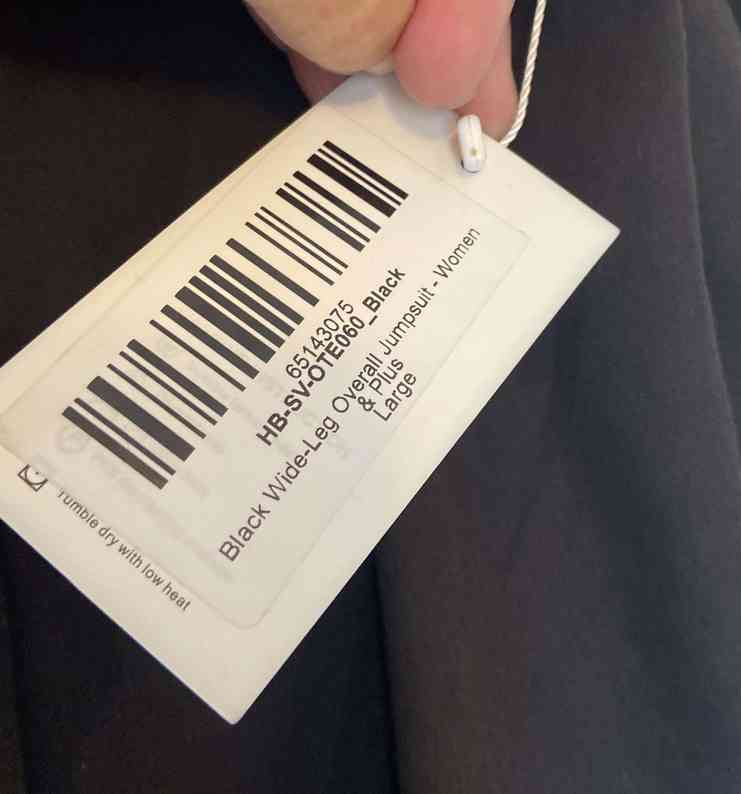 65143075
HB-SV-OTE060_Black
Black Wide-Leg Overall Jumpsuit - Women
& Plus
Large
Tumble dry with low heat